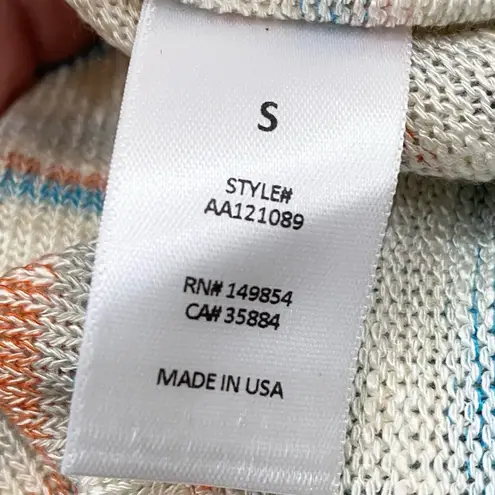 S
STYLE#
AA121089
RN# 149854
CA# 35884
MADE IN USA